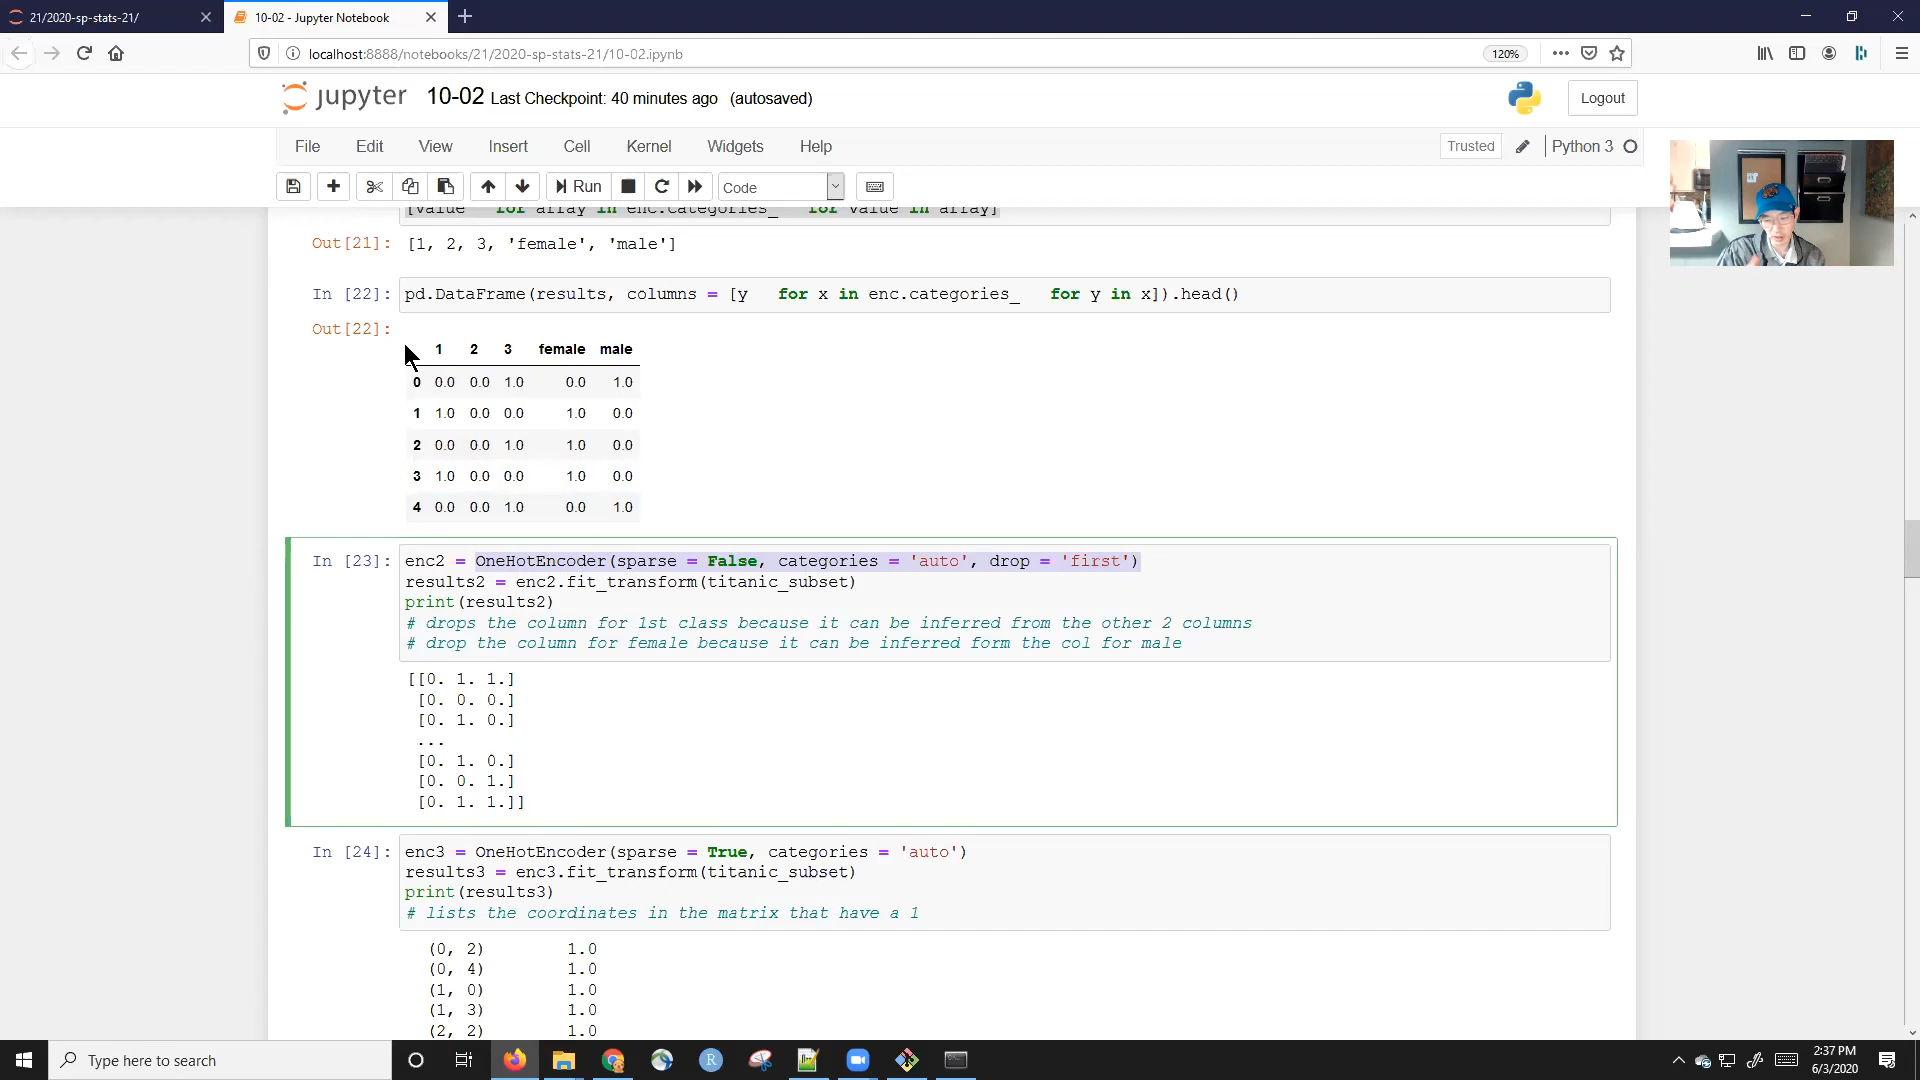 21/2020-sp-stats-21/
10-02 - Jupyter Notebook
localhost:8888/notebooks/21/2020-sp-stats-21/10-02.ipynb
120%
jupyter 10-02 Last Checkpoint: 40 minutes ago (autosaved)
Logout
File Edit View Insert Cell Kernel Widgets Help
Trusted
Python 3
Run
Code
[value   for array in enc.categories_   for value in array]
Out[21]: [1, 2, 3, 'female', 'male']
In [22]: pd.DataFrame(results, columns = [y   for x in enc.categories_   for y in x]).head()
Out[22]:
1 2 3 female male
0 0.0 0.0 1.0 0.0 1.0
1 1.0 0.0 0.0 1.0 0.0
2 0.0 0.0 1.0 1.0 0.0
3 1.0 0.0 0.0 1.0 0.0
4 0.0 0.0 1.0 0.0 1.0
In [23]: enc2 = OneHotEncoder(sparse = False, categories = 'auto', drop = 'first')
results2 = enc2.fit_transform(titanic_subset)
print(results2)
# drops the column for 1st class because it can be inferred from the other 2 columns
# drop the column for female because it can be inferred form the col for male
[[0. 1. 1.]
[0. 0. 0.]
[0. 1. 0.]
...
[0. 1. 0.]
[0. 0. 1.]
[0. 1. 1.]]
In [24]: enc3 = OneHotEncoder(sparse = True, categories = 'auto')
results3 = enc3.fit_transform(titanic_subset)
print(results3)
# lists the coordinates in the matrix that have a 1
(0, 2) 1.0
(0, 4) 1.0
(1, 0) 1.0
(1, 3) 1.0
(2, 2) 1.0
Type here to search
R
2:37 PM
6/3/2020